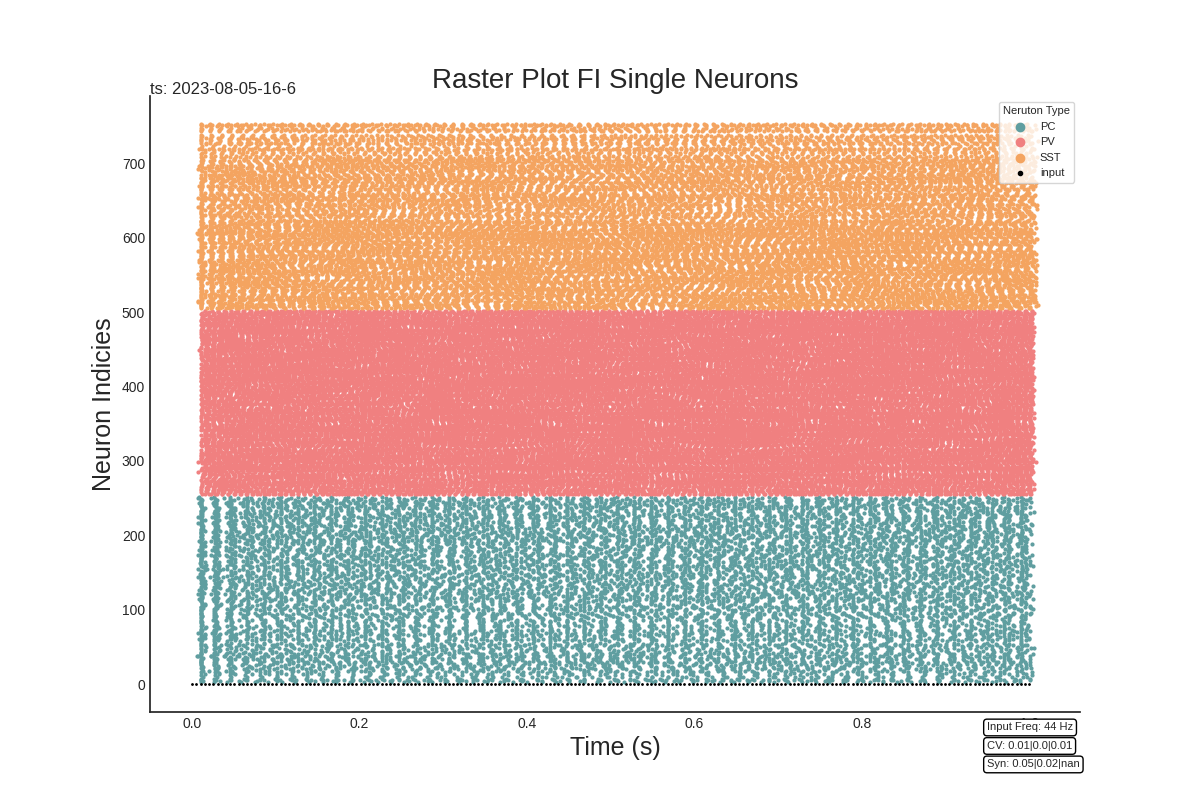 Raster Plot FI Single Neurons
ts: 2023-08-05-16-6
Neruton Type
PC
PV
SST
input
700
600
500
400
300
200
100
0
Neuron Indicies
0.0 0.2 0.4 0.6 0.8
Time (s)
Input Freq: 44 Hz
CV: 0.01|0.0|0.01
Syn: 0.05|0.02|nan